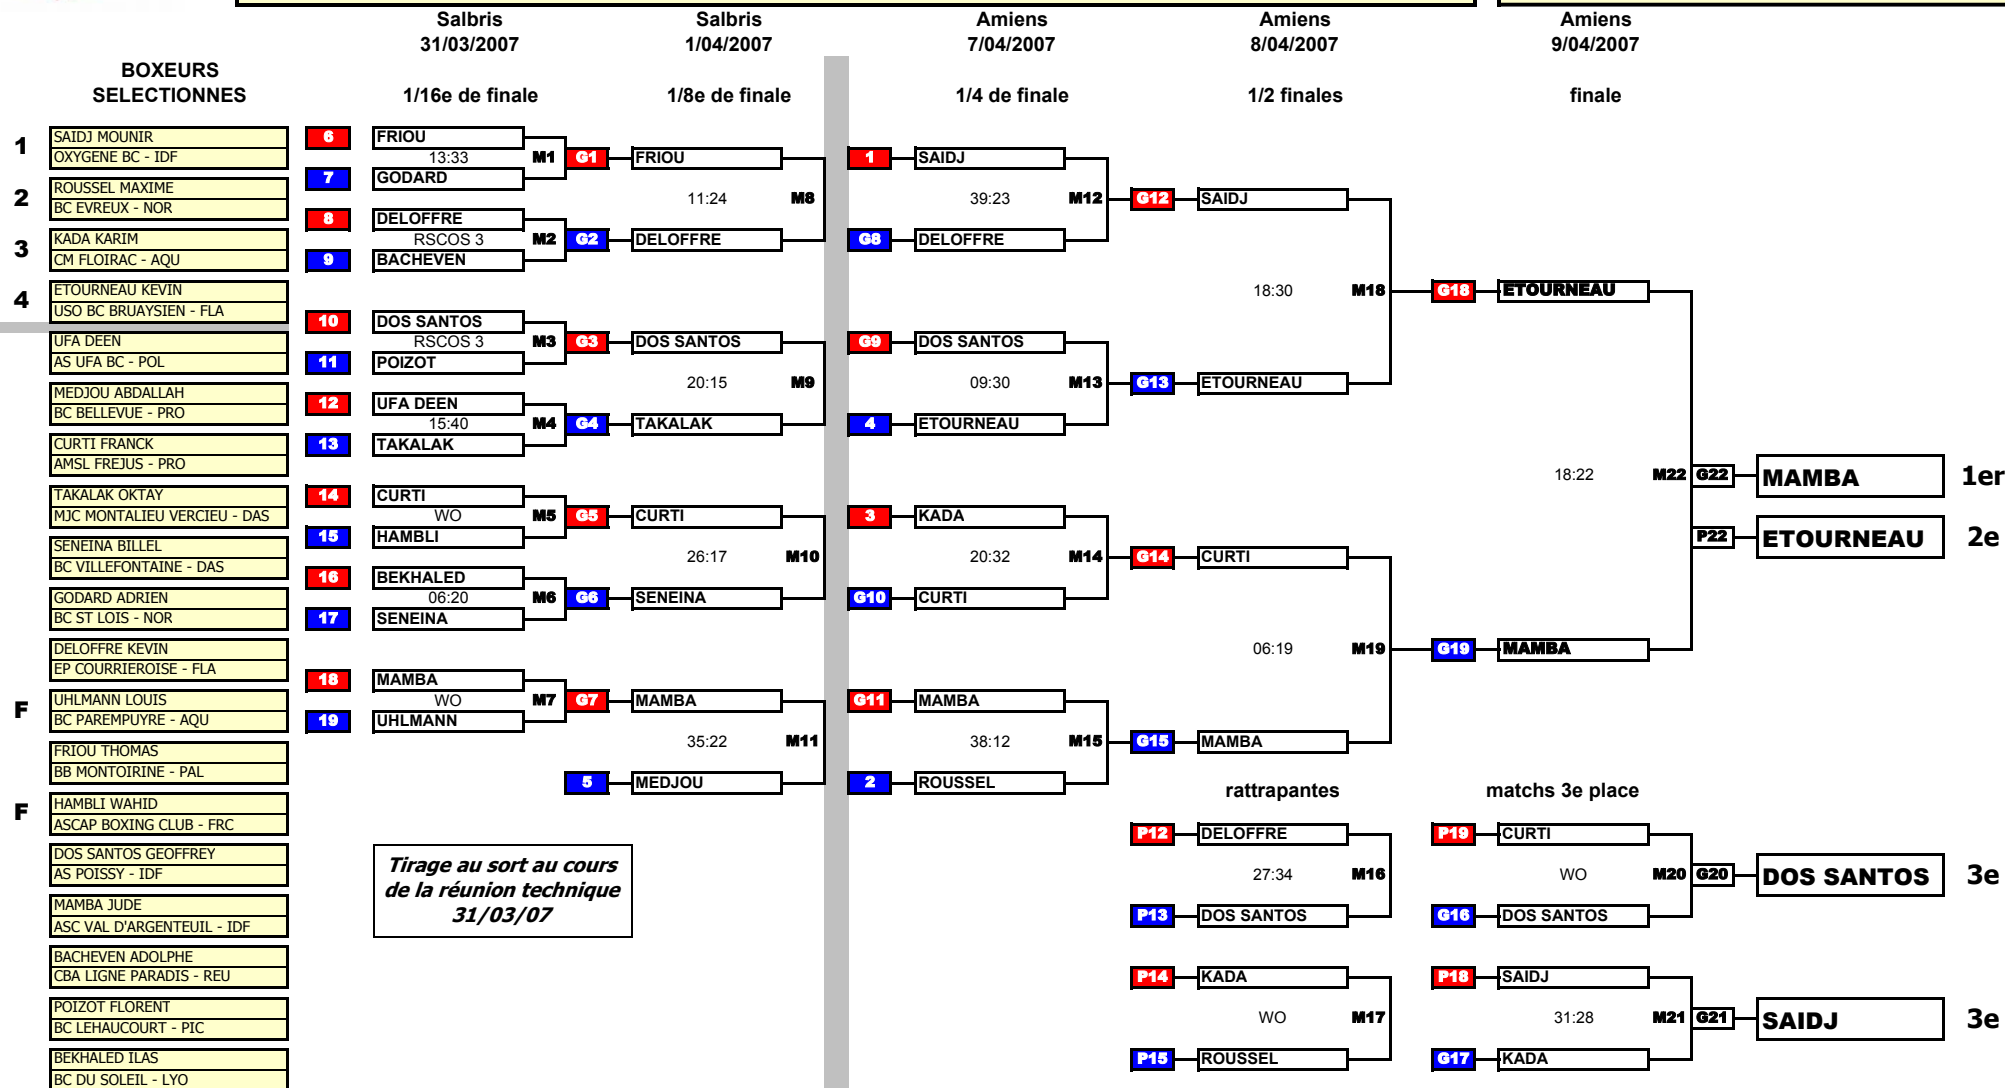 Salbris
31/03/2007
Salbris
1/04/2007
Amiens
7/04/2007
Amiens
8/04/2007
Amiens
9/04/2007
BOXEURS
SELECTIONNES
1/16e de finale
1/8e de finale
1/4 de finale
1/2 finales
finale
1
SAIDJ MOUNIR
OXYGENE BC - IDF
2
ROUSSEL MAXIME
BC EVREUX - NOR
3
KADA KARIM
CM FLOIRAC - AQU
4
ETOURNEAU KEVIN
USO BC BRUAYSIEN - FLA
UFA DEEN
AS UFA BC - POL
MEDJOU ABDALLAH
BC BELLEVUE - PRO
CURTI FRANCK
AMSL FREJUS - PRO
TAKALAK OKTAY
MJC MONTALIEU VERCIEU - DAS
SENEINA BILLEL
BC VILLEFONTAINE - DAS
GODARD ADRIEN
BC ST LOIS - NOR
DELOFFRE KEVIN
EP COURRIEROISE - FLA
F
UHLMANN LOUIS
BC PAREMPUYRE - AQU
FRIOU THOMAS
BB MONTOIRINE - PAL
F
HAMBLI WAHID
ASCAP BOXING CLUB - FRC
DOS SANTOS GEOFFREY
AS POISSY - IDF
MAMBA JUDE
ASC VAL D'ARGENTEUIL - IDF
BACHEVEN ADOLPHE
CBA LIGNE PARADIS - REU
POIZOT FLORENT
BC LEHAUCOURT - PIC
BEKHALED ILAS
BC DU SOLEIL - LYO
6 FRIOU
13:33 M1
7 GODARD
8 DELOFFRE
RSCOS 3 M2
9 BACHEVEN
10 DOS SANTOS
RSCOS 3 M3
11 POIZOT
12 UFA DEEN
15:40 M4
13 TAKALAK
14 CURTI
WO M5
15 HAMBLI
16 BEKHALED
06:20 M6
17 SENEINA
18 MAMBA
WO M7
19 UHLMANN
G1 FRIOU
11:24 M8
G2 DELOFFRE
G3 DOS SANTOS
20:15 M9
G4 TAKALAK
G5 CURTI
26:17 M10
G6 SENEINA
G7 MAMBA
35:22 M11
5 MEDJOU
Tirage au sort au cours
de la réunion technique
31/03/07
1 SAIDJ
39:23 M12
G8 DELOFFRE
G9 DOS SANTOS
09:30 M13
4 ETOURNEAU
3 KADA
20:32 M14
G10 CURTI
G11 MAMBA
38:12 M15
2 ROUSSEL
G12 SAIDJ
18:30 M18
G13 ETOURNEAU
G14 CURTI
06:19 M19
G15 MAMBA
rattrapantes
P12 DELOFFRE
27:34 M16
P13 DOS SANTOS
P14 KADA
WO M17
P15 ROUSSEL
G18 ETOURNEAU
18:22 M22
G19 MAMBA
G22 MAMBA 1er
P22 ETOURNEAU 2e
matchs 3e place
P19 CURTI
WO M20 G20 DOS SANTOS 3e
G16 DOS SANTOS
P18 SAIDJ
31:28 M21 G21 SAIDJ 3e
G17 KADA